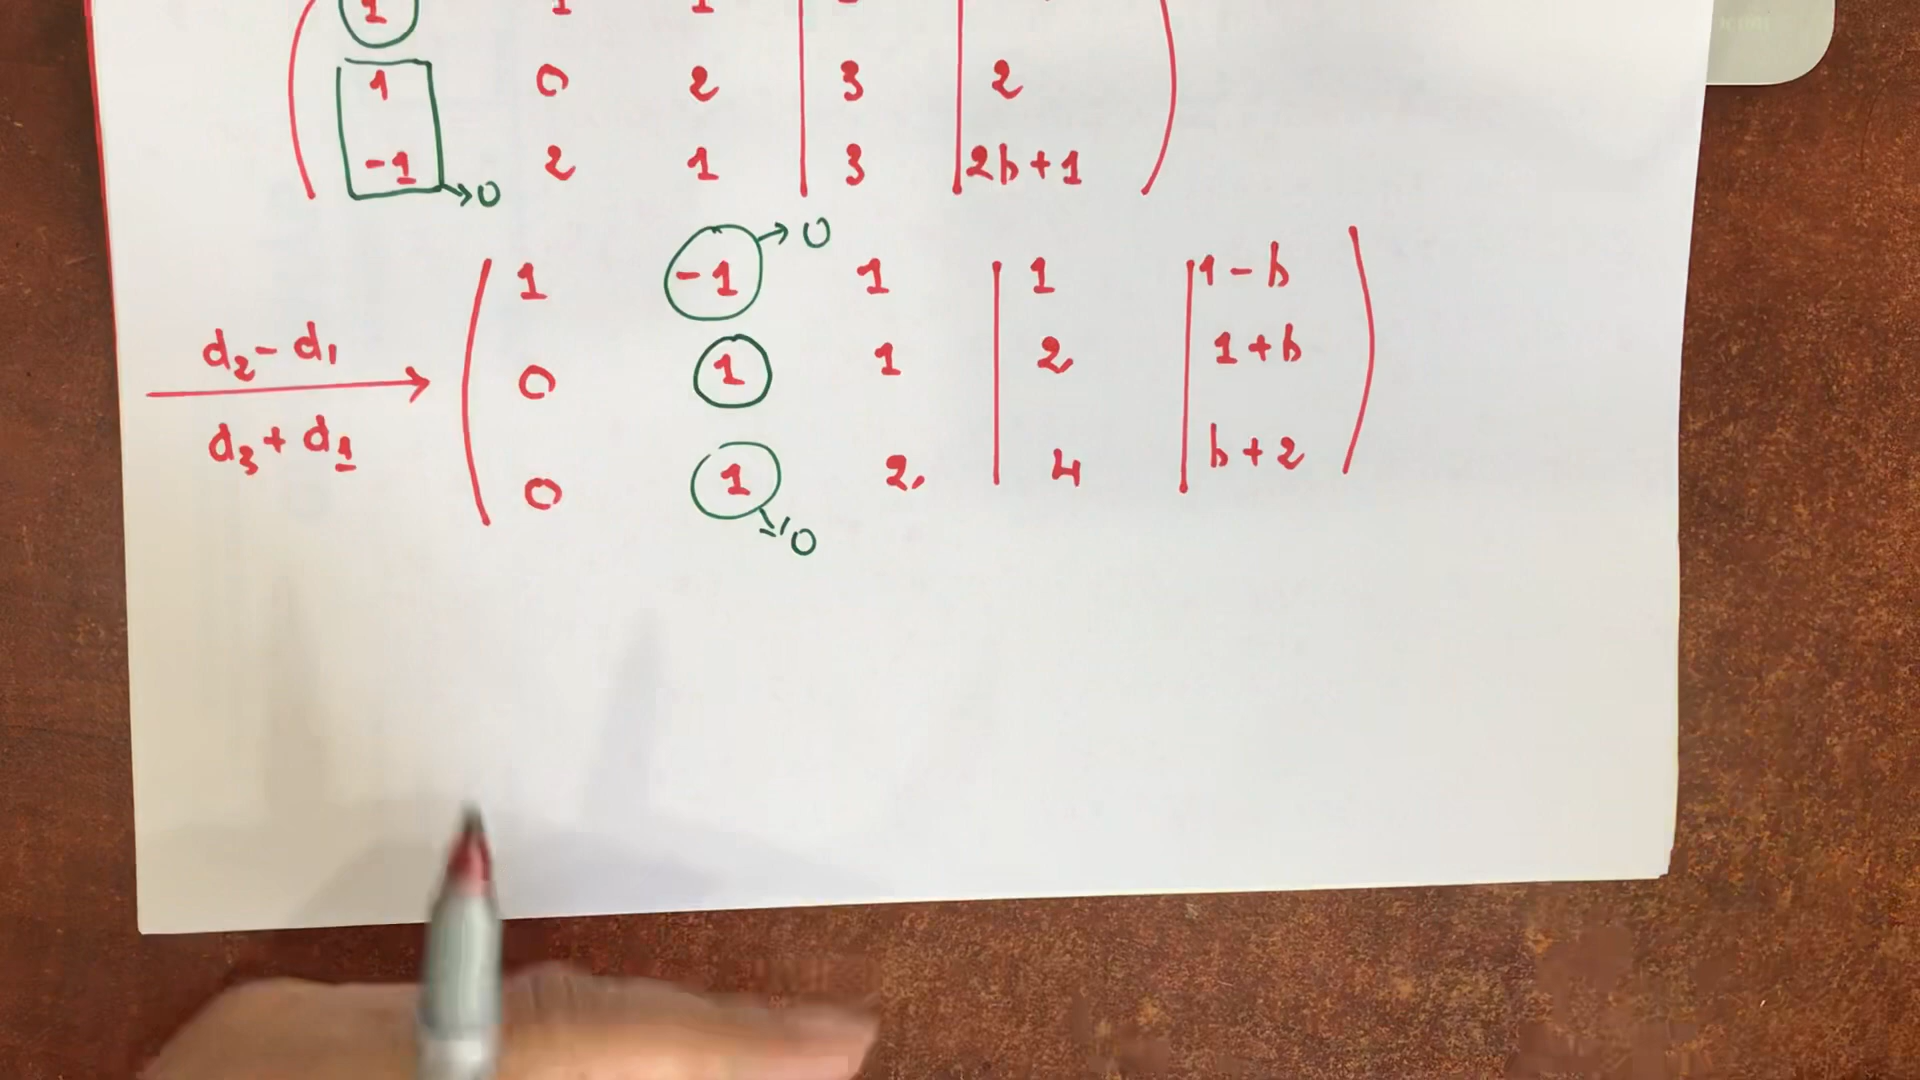 1
1 0 2 3 2
-1 2 1 3 2b+1
→0
→0
1 -1 1 1 1-b
d2-d1 0 1 1 2 1+b
d3+d1 0 1 2 4 b+2
0